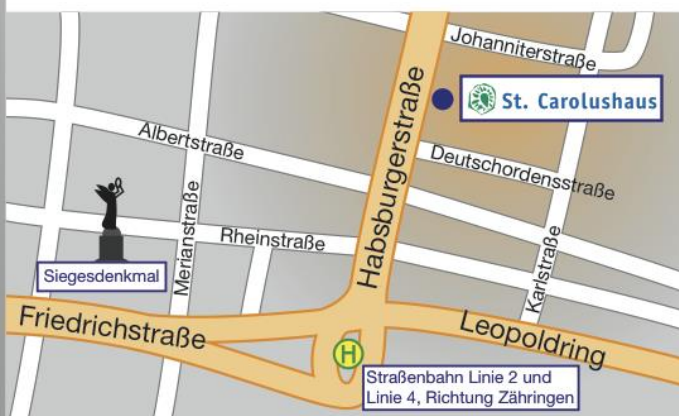 Johanniterstraße
St. Carolushaus
Albertstraße
Habsburgerstraße
Deutschordensstraße
Merianstraße
Rheinstraße
Karlstraße
Siegesdenkmal
Friedrichstraße
Leopoldring
H
Straßenbahn Linie 2 und
Linie 4, Richtung Zähringen